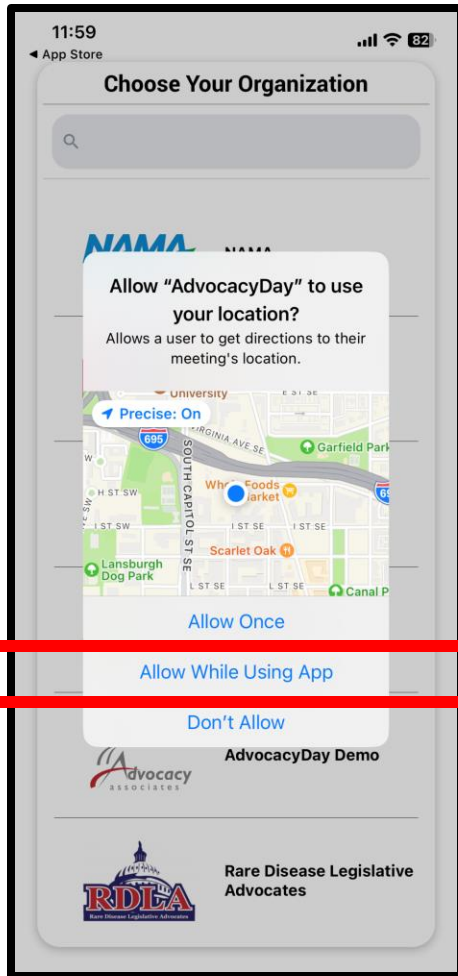 11:59
82
App Store
Choose Your Organization
NAMA
NAMA
Allow “AdvocacyDay” to use
your location?
Allows a user to get directions to their
meeting's location.
University
E ST SE
Precise: On
695
VIRGINIA AVE SE
Garfield Park
SOUTH CAPITOL ST SE
H ST SW
Whole Foods
Market
I ST SW
I ST SE
I ST SE
Scarlet Oak
Lansburgh
Dog Park
L ST SE
L ST SE
Canal P
Allow Once
Allow While Using App
Don’t Allow
Advocacy
associates
AdvocacyDay Demo
RDLA
Rare Disease Legislative Advocates
Rare Disease Legislative
Advocates